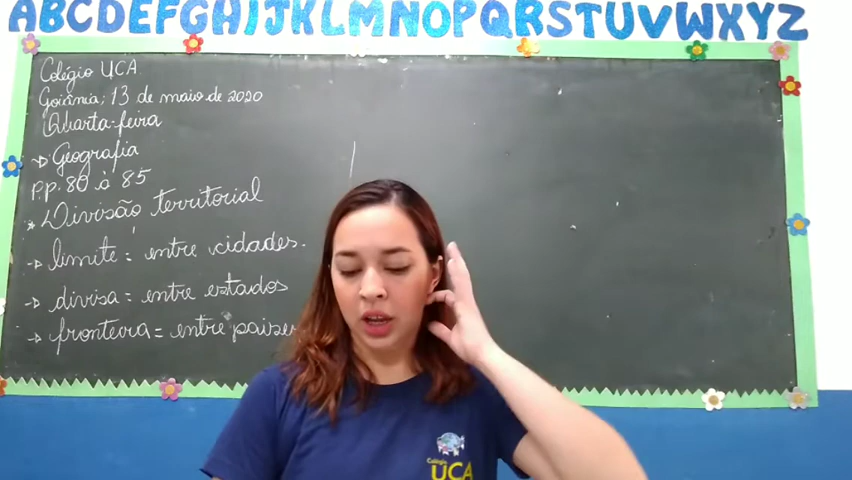 ABCDEFGHIJKLMNOPQRSTUVWXYZ
Colégio UCA
Goiânia, 13 de maio de 2020
Quarta-feira
Geografia
p.p. 80 à 85
* Divisão territorial
limite = entre cidades.
divisa = entre estados
fronteira = entre países
Colégio
UCA